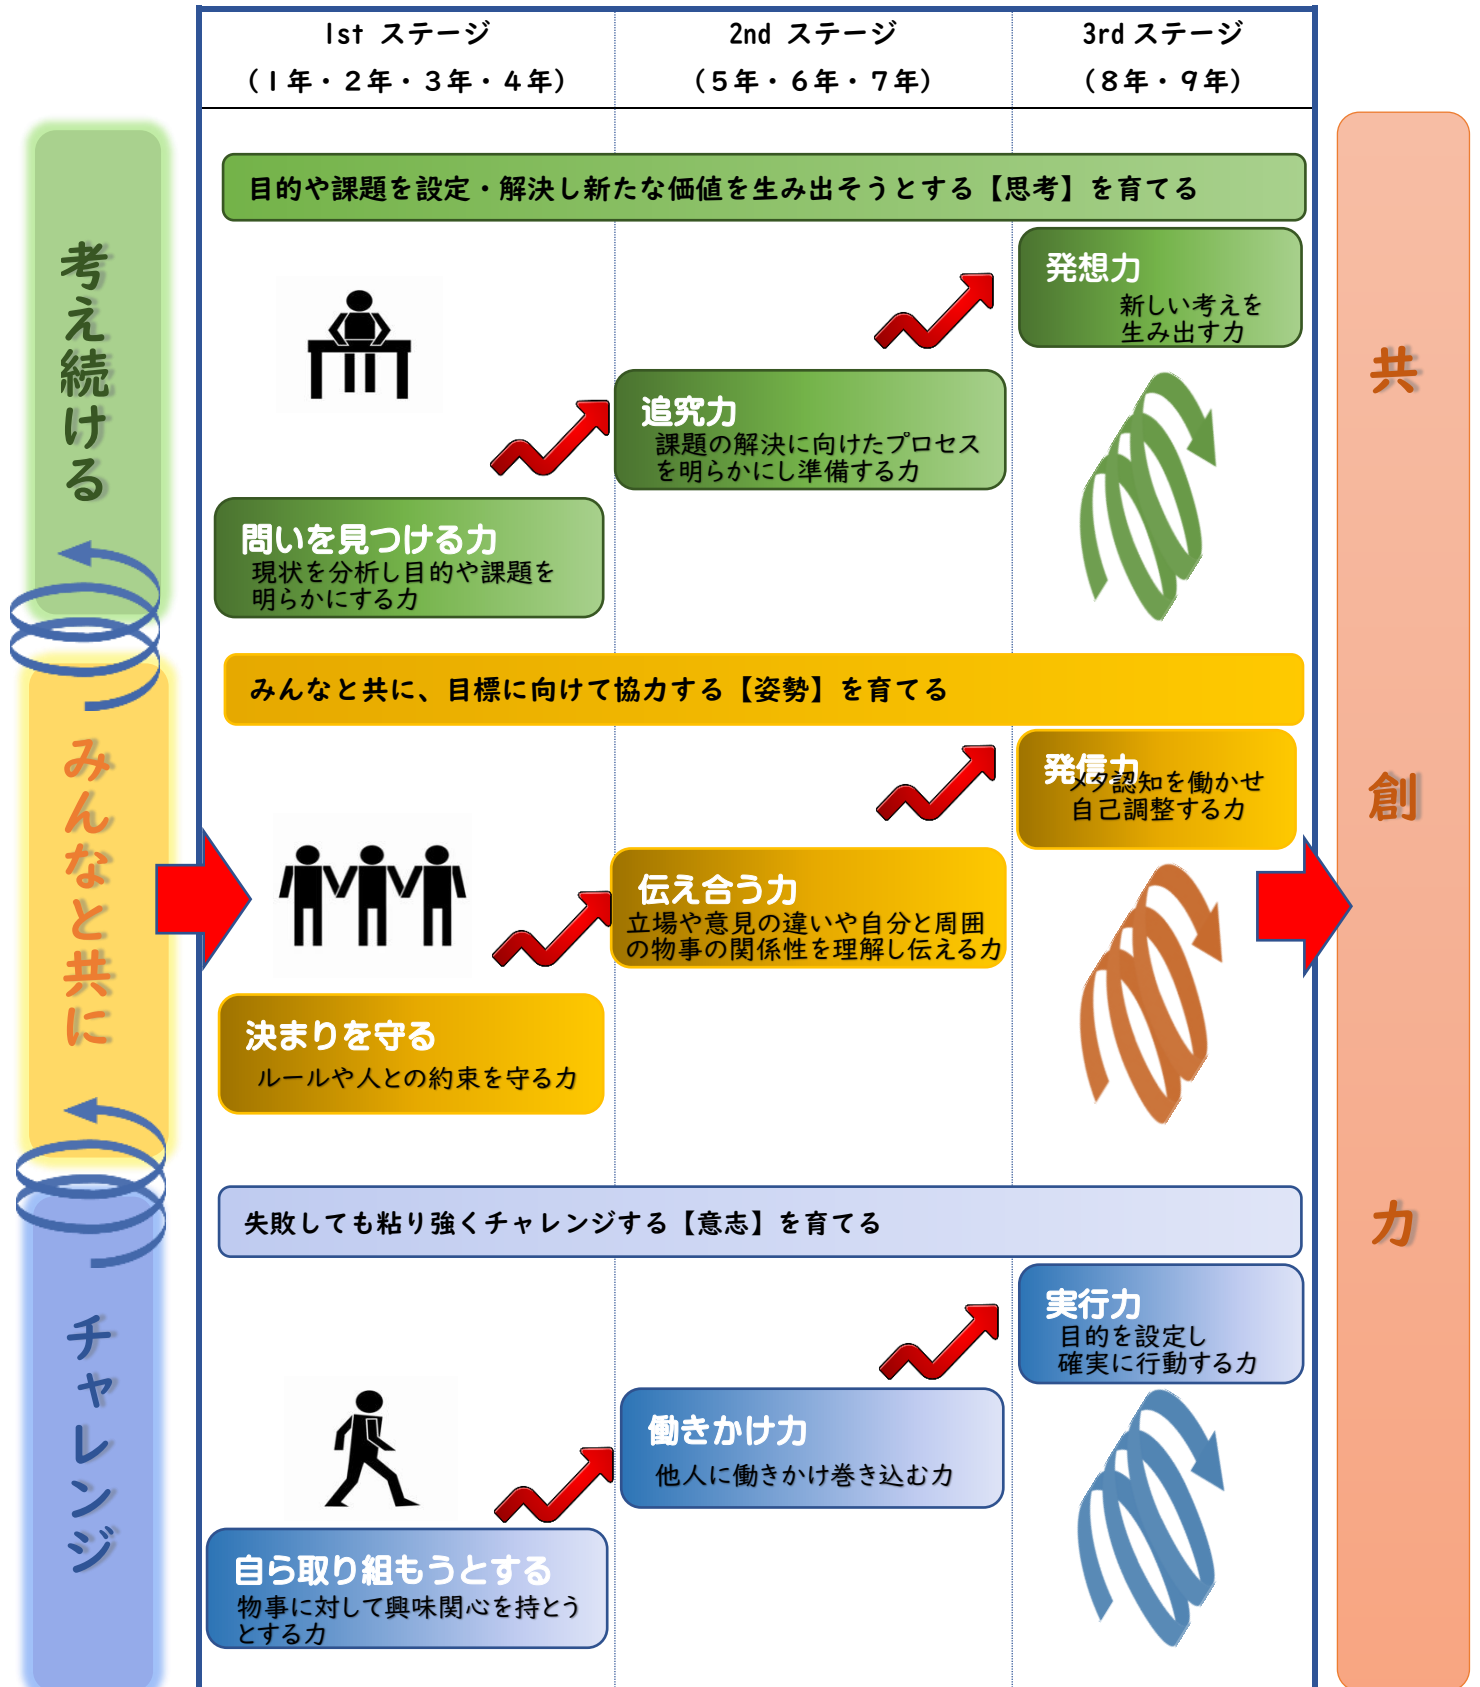 1st ステージ
2nd ステージ
3rd ステージ
(1年・2年・3年・4年)
(5年・6年・7年)
(8年・9年)
考え続ける
目的や課題を設定・解決し新たな価値を生み出そうとする【思考】を育てる
発想力
新しい考えを
生み出す力
追究力
課題の解決に向けたプロセス
を明らかにし準備する力
問いを見つける力
現状を分析し目的や課題を
明らかにする力
みんなと共に
みんなと共に、目標に向けて協力する【姿勢】を育てる
発信力
メタ認知を働かせ
自己調整する力
伝え合う力
立場や意見の違いや自分と周囲
の物事の関係性を理解し伝える力
決まりを守る
ルールや人との約束を守る力
チャレンジ
失敗しても粘り強くチャレンジする【意志】を育てる
実行力
目的を設定し
確実に行動する力
働きかけ力
他人に働きかけ巻き込む力
自ら取り組もうとする
物事に対して興味関心を持とう
とする力
共創力